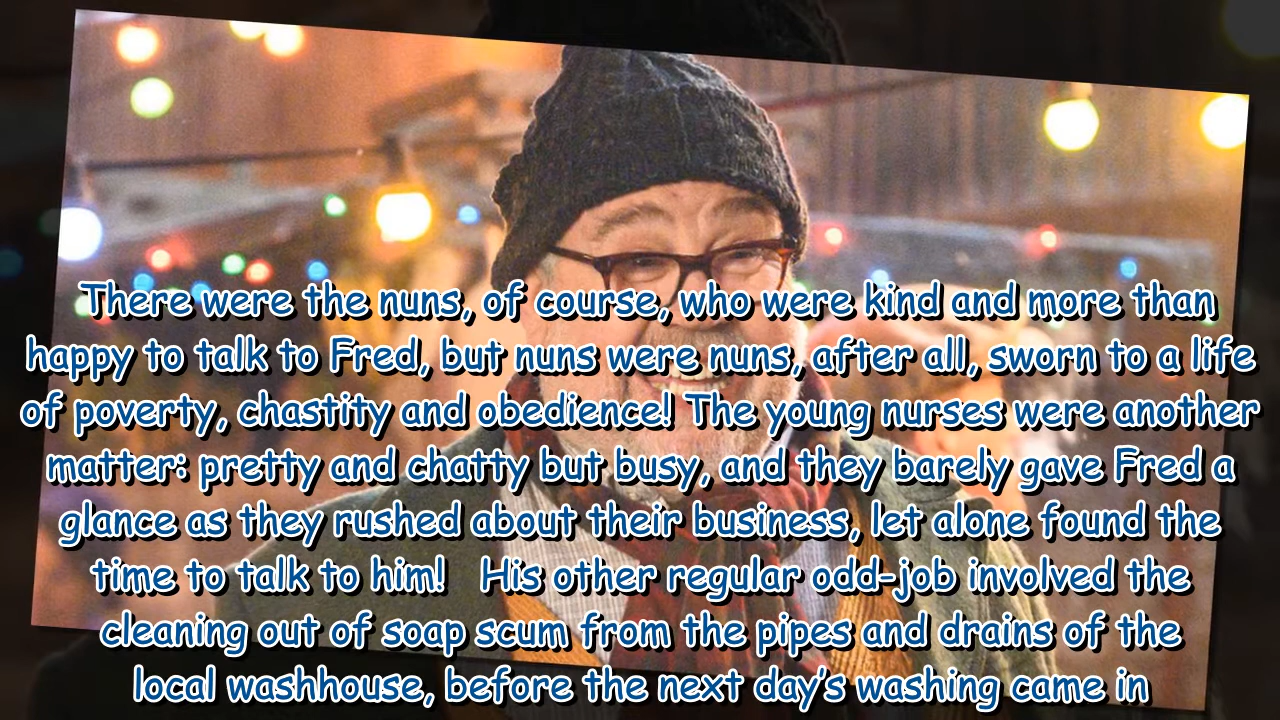 There were the nuns, of course, who were kind and more than
happy to talk to Fred, but nuns were nuns, after all, sworn to a life
of poverty, chastity and obedience! The young nurses were another
matter: pretty and chatty but busy, and they barely gave Fred a
glance as they rushed about their business, let alone found the
time to talk to him!   His other regular odd-job involved the
cleaning out of soap scum from the pipes and drains of the
local washhouse, before the next day’s washing came in